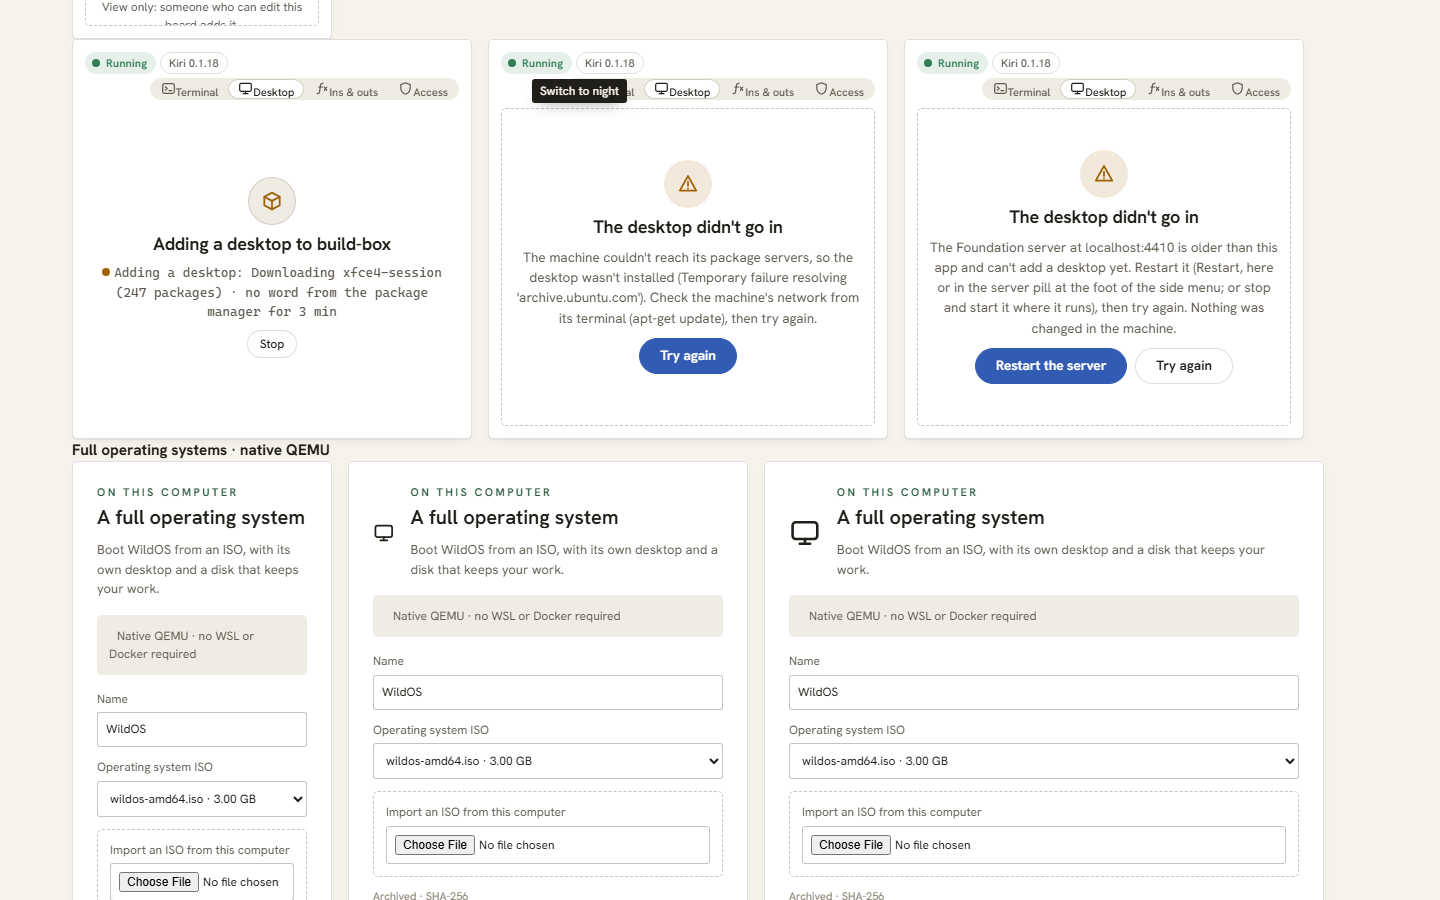 View only: someone who can edit this
board adds it
Running
Kiri 0.1.18
Terminal
Desktop
Ins & outs
Access
Adding a desktop to build-box
Adding a desktop: Downloading xfce4-session
(247 packages) · no word from the package
manager for 3 min
Stop
Running
Kiri 0.1.18
Switch to night
al
Desktop
Ins & outs
Access
The desktop didn't go in
The machine couldn't reach its package servers, so the
desktop wasn't installed (Temporary failure resolving
'archive.ubuntu.com'). Check the machine's network from
its terminal (apt-get update), then try again.
Try again
Running
Kiri 0.1.18
Terminal
Desktop
Ins & outs
Access
The desktop didn't go in
The Foundation server at localhost:4410 is older than this
app and can't add a desktop yet. Restart it (Restart, here
or in the server pill at the foot of the side menu; or stop
and start it where it runs), then try again. Nothing was
changed in the machine.
Restart the server
Try again
Full operating systems · native QEMU
ON THIS COMPUTER
A full operating system
Boot WildOS from an ISO, with its
own desktop and a disk that keeps
your work.
Native QEMU · no WSL or
Docker required
Name
WildOS
Operating system ISO
wildos-amd64.iso · 3.00 GB
Import an ISO from this computer
Choose File No file chosen
ON THIS COMPUTER
A full operating system
Boot WildOS from an ISO, with its own desktop and a
disk that keeps your work.
Native QEMU · no WSL or Docker required
Name
WildOS
Operating system ISO
wildos-amd64.iso · 3.00 GB
Import an ISO from this computer
Choose File No file chosen
Archived · SHA-256
ON THIS COMPUTER
A full operating system
Boot WildOS from an ISO, with its own desktop and a disk that keeps your
work.
Native QEMU · no WSL or Docker required
Name
WildOS
Operating system ISO
wildos-amd64.iso · 3.00 GB
Import an ISO from this computer
Choose File No file chosen
Archived · SHA-256